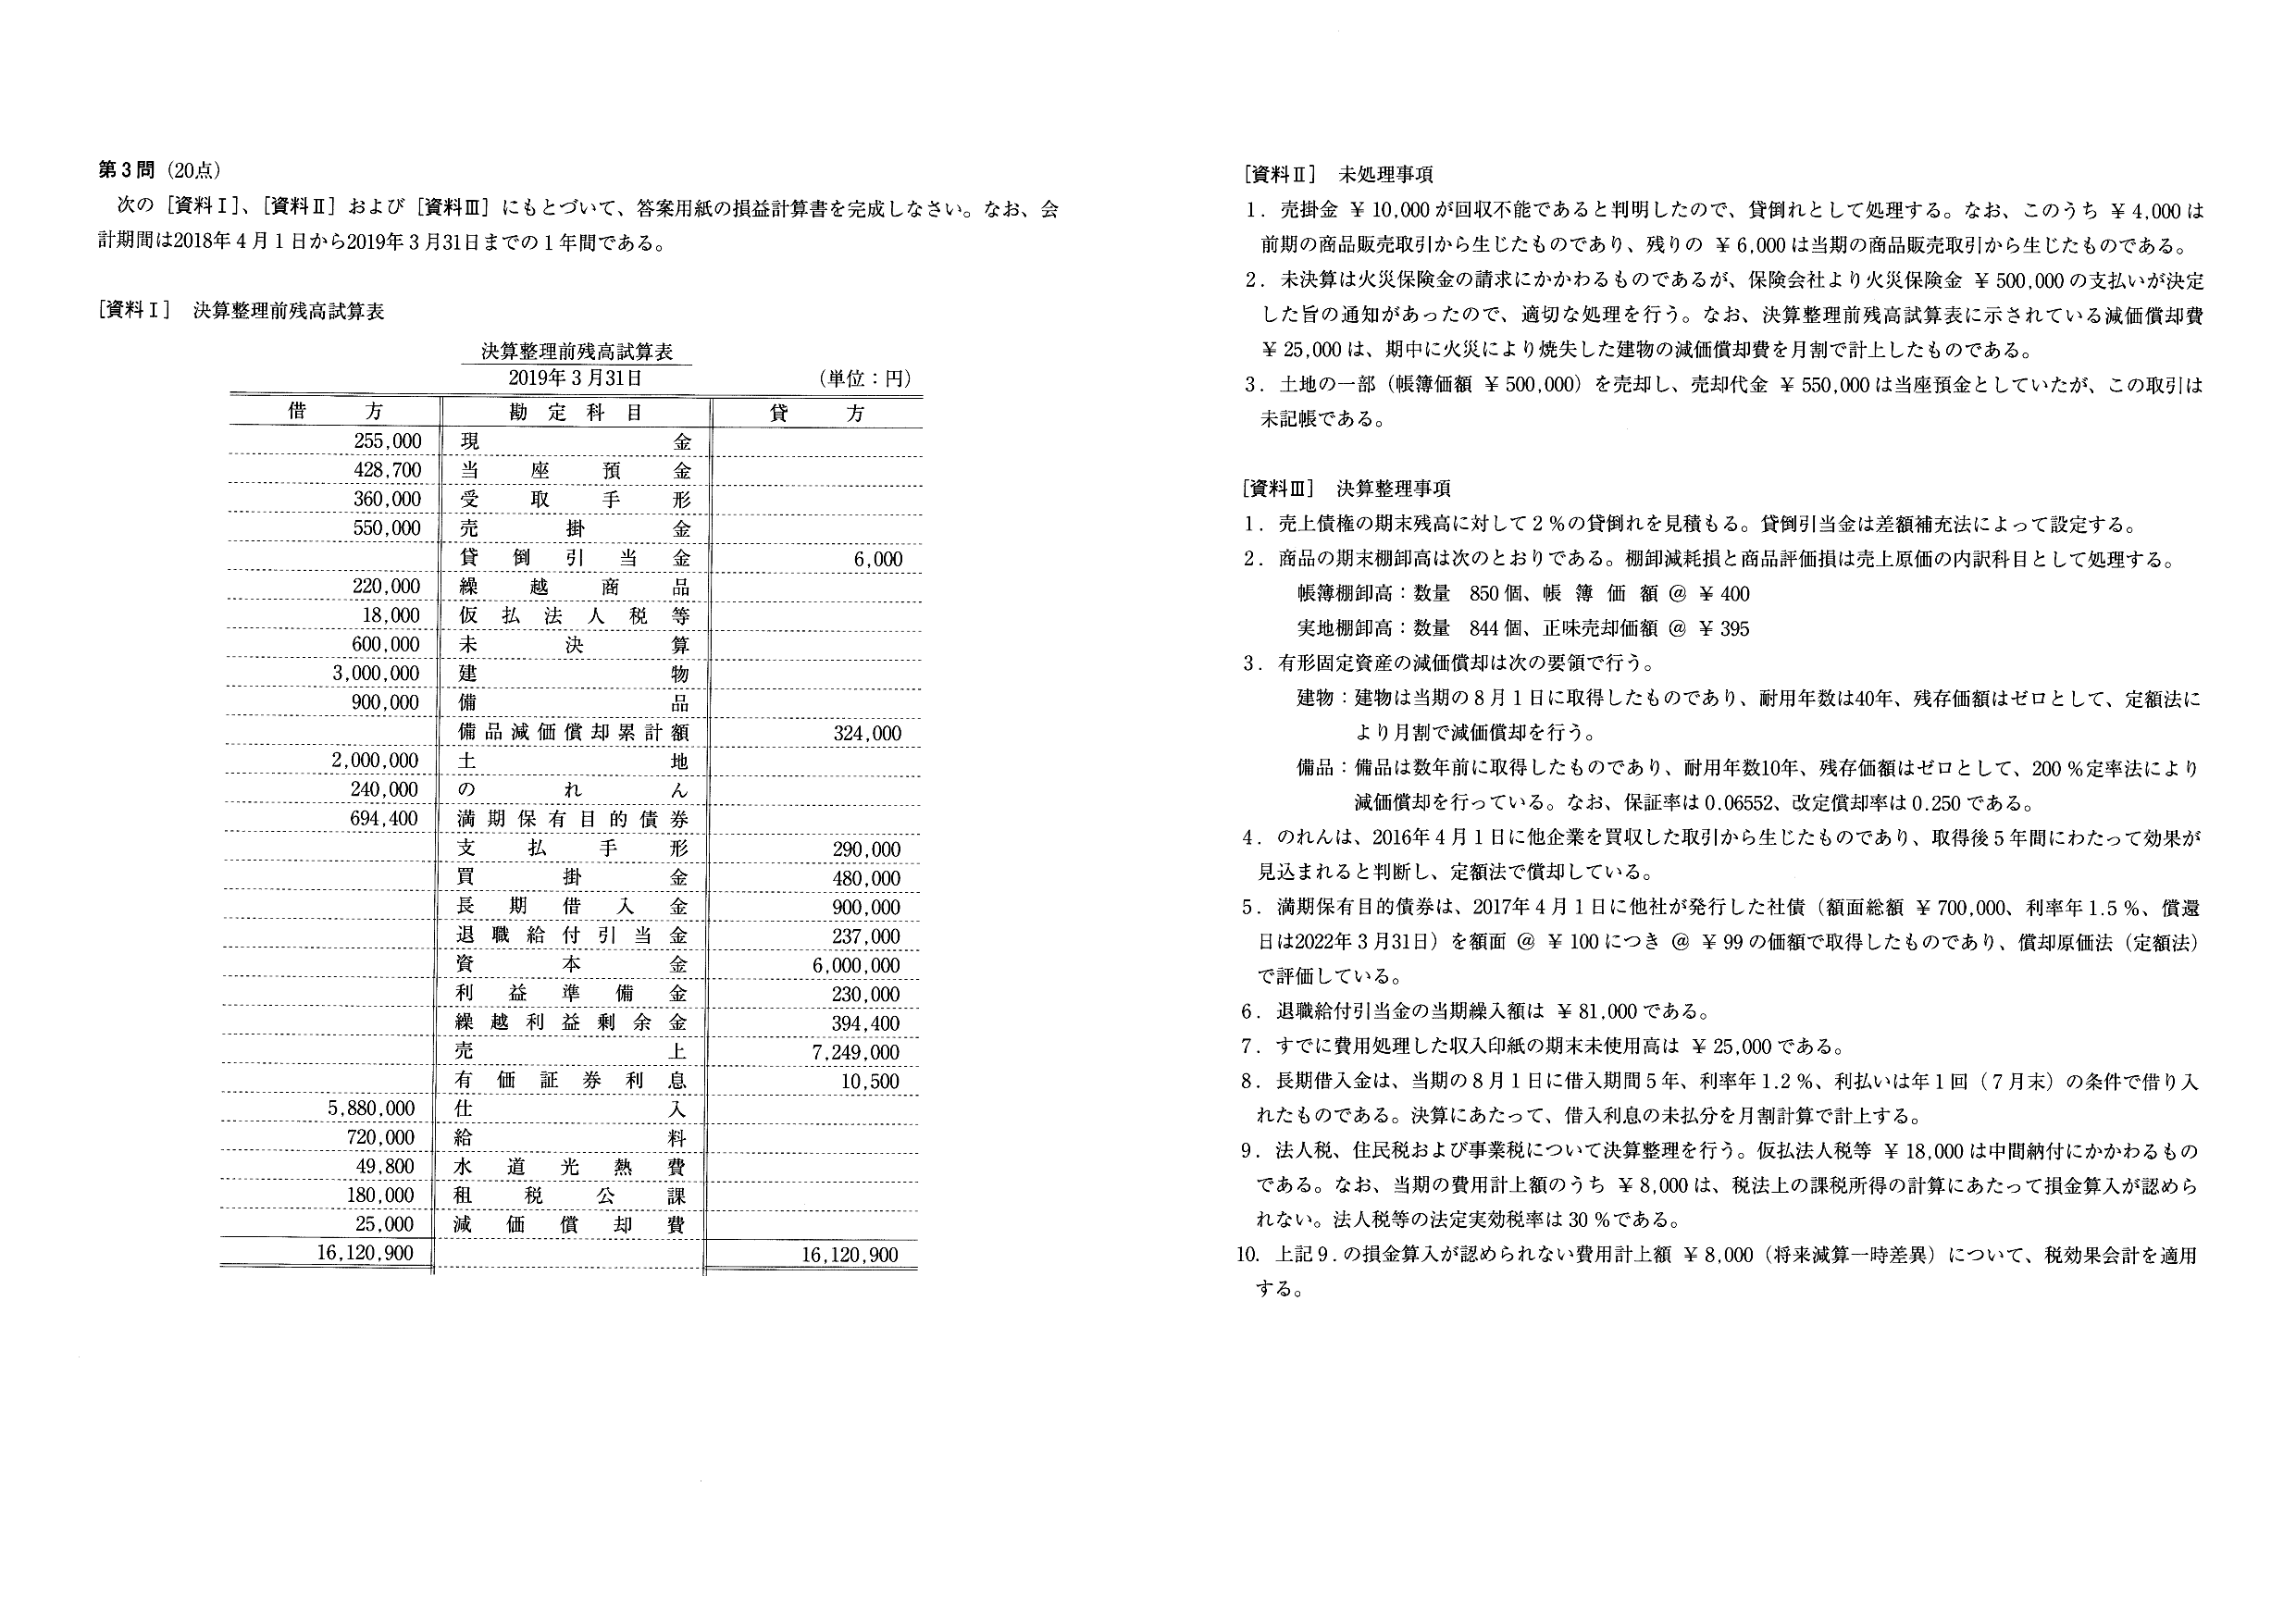 第3問（20点）
次の［資料Ⅰ］、［資料Ⅱ］および［資料Ⅲ］にもとづいて、答案用紙の損益計算書を完成しなさい。なお、会
計期間は2018年4月1日から2019年3月31日までの1年間である。
［資料Ⅰ］　決算整理前残高試算表
決算整理前残高試算表
2019年3月31日　（単位：円）
借方　勘定科目　貸方
255,000　現金
428,700　当座預金
360,000　受取手形
550,000　売掛金
貸倒引当金　6,000
220,000　繰越商品
18,000　仮払法人税等
600,000　未決算
3,000,000　建物
900,000　備品
備品減価償却累計額　324,000
2,000,000　土地
240,000　のれん
694,400　満期保有目的債券
支払手形　290,000
買掛金　480,000
長期借入金　900,000
退職給付引当金　237,000
資本金　6,000,000
利益準備金　230,000
繰越利益剰余金　394,400
売上　7,249,000
有価証券利息　10,500
5,880,000　仕入
720,000　給料
49,800　水道光熱費
180,000　租税公課
25,000　減価償却費
16,120,900　16,120,900
［資料Ⅱ］　未処理事項
1．売掛金 ￥10,000が回収不能であると判明したので、貸倒れとして処理する。なお、このうち ￥4,000は
前期の商品販売取引から生じたものであり、残りの ￥6,000は当期の商品販売取引から生じたものである。
2．未決算は火災保険金の請求にかかわるものであるが、保険会社より火災保険金 ￥500,000の支払いが決定
した旨の通知があったので、適切な処理を行う。なお、決算整理前残高試算表に示されている減価償却費
￥25,000は、期中に火災により焼失した建物の減価償却費を月割で計上したものである。
3．土地の一部（帳簿価額 ￥500,000）を売却し、売却代金 ￥550,000は当座預金としていたが、この取引は
未記帳である。
［資料Ⅲ］　決算整理事項
1．売上債権の期末残高に対して2％の貸倒れを見積もる。貸倒引当金は差額補充法によって設定する。
2．商品の期末棚卸高は次のとおりである。棚卸減耗損と商品評価損は売上原価の内訳科目として処理する。
帳簿棚卸高：数量　850個、帳簿価額＠￥400
実地棚卸高：数量　844個、正味売却価額＠￥395
3．有形固定資産の減価償却は次の要領で行う。
建物：建物は当期の8月1日に取得したものであり、耐用年数は40年、残存価額はゼロとして、定額法に
より月割で減価償却を行う。
備品：備品は数年前に取得したものであり、耐用年数10年、残存価額はゼロとして、200％定率法により
減価償却を行っている。なお、保証率は0.06552、改定償却率は0.250である。
4．のれんは、2016年4月1日に他企業を買収した取引から生じたものであり、取得後5年間にわたって効果が
見込まれると判断し、定額法で償却している。
5．満期保有目的債券は、2017年4月1日に他社が発行した社債（額面総額 ￥700,000、利率年1.5％、償還
日は2022年3月31日）を額面＠￥100につき＠￥99の価額で取得したものであり、償却原価法（定額法）
で評価している。
6．退職給付引当金の当期繰入額は ￥81,000である。
7．すでに費用処理した収入印紙の期末未使用高は ￥25,000である。
8．長期借入金は、当期の8月1日に借入期間5年、利率年1.2％、利払いは年1回（7月末）の条件で借り入
れたものである。決算にあたって、借入利息の未払分を月割計算で計上する。
9．法人税、住民税および事業税について決算整理を行う。仮払法人税等 ￥18,000は中間納付にかかわるもの
である。なお、当期の費用計上額のうち ￥8,000は、税法上の課税所得の計算にあたって損金算入が認めら
れない。法人税等の法定実効税率は30％である。
10．上記9．の損金算入が認められない費用計上額 ￥8,000（将来減算一時差異）について、税効果会計を適用
する。